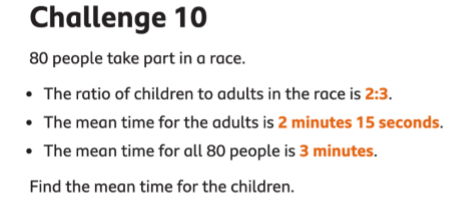 Challenge 10
80 people take part in a race.
• The ratio of children to adults in the race is 2:3.
• The mean time for the adults is 2 minutes 15 seconds.
• The mean time for all 80 people is 3 minutes.
Find the mean time for the children.